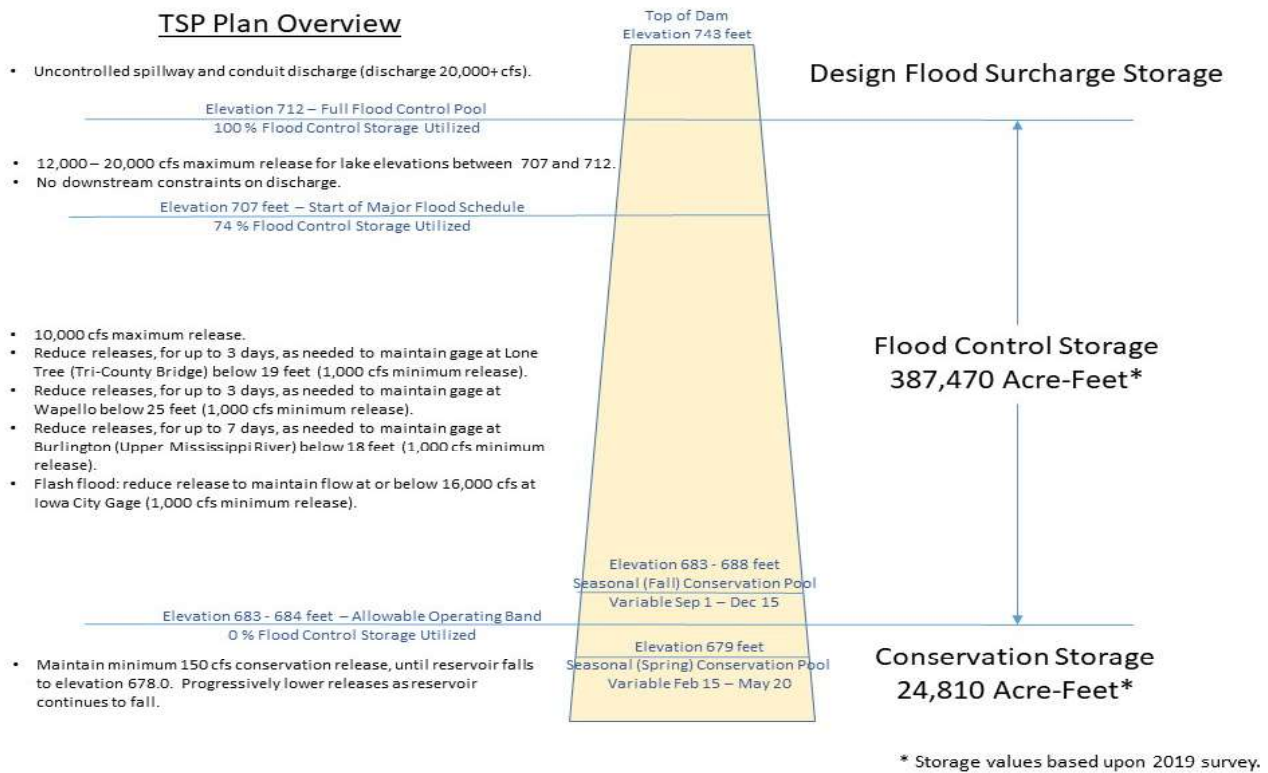 TSP Plan Overview
Top of Dam
Elevation 743 feet
• Uncontrolled spillway and conduit discharge (discharge 20,000+ cfs).
Design Flood Surcharge Storage
Elevation 712 – Full Flood Control Pool
100 % Flood Control Storage Utilized
• 12,000 – 20,000 cfs maximum release for lake elevations between 707 and 712.
• No downstream constraints on discharge.
Elevation 707 feet – Start of Major Flood Schedule
74 % Flood Control Storage Utilized
• 10,000 cfs maximum release.
• Reduce releases, for up to 3 days, as needed to maintain gage at Lone
Tree (Tri-County Bridge) below 19 feet (1,000 cfs minimum release).
• Reduce releases, for up to 3 days, as needed to maintain gage at
Wapello below 25 feet (1,000 cfs minimum release).
• Reduce releases, for up to 7 days, as needed to maintain gage at
Burlington (Upper Mississippi River) below 18 feet (1,000 cfs minimum
release).
• Flash flood: reduce release to maintain flow at or below 16,000 cfs at
Iowa City Gage (1,000 cfs minimum release).
Flood Control Storage
387,470 Acre-Feet*
Elevation 683 - 688 feet
Seasonal (Fall) Conservation Pool
Variable Sep 1 – Dec 15
Elevation 683 - 684 feet – Allowable Operating Band
0 % Flood Control Storage Utilized
Elevation 679 feet
Seasonal (Spring) Conservation Pool
Variable Feb 15 – May 20
• Maintain minimum 150 cfs conservation release, until reservoir falls
to elevation 678.0. Progressively lower releases as reservoir
continues to fall.
Conservation Storage
24,810 Acre-Feet*
* Storage values based upon 2019 survey.